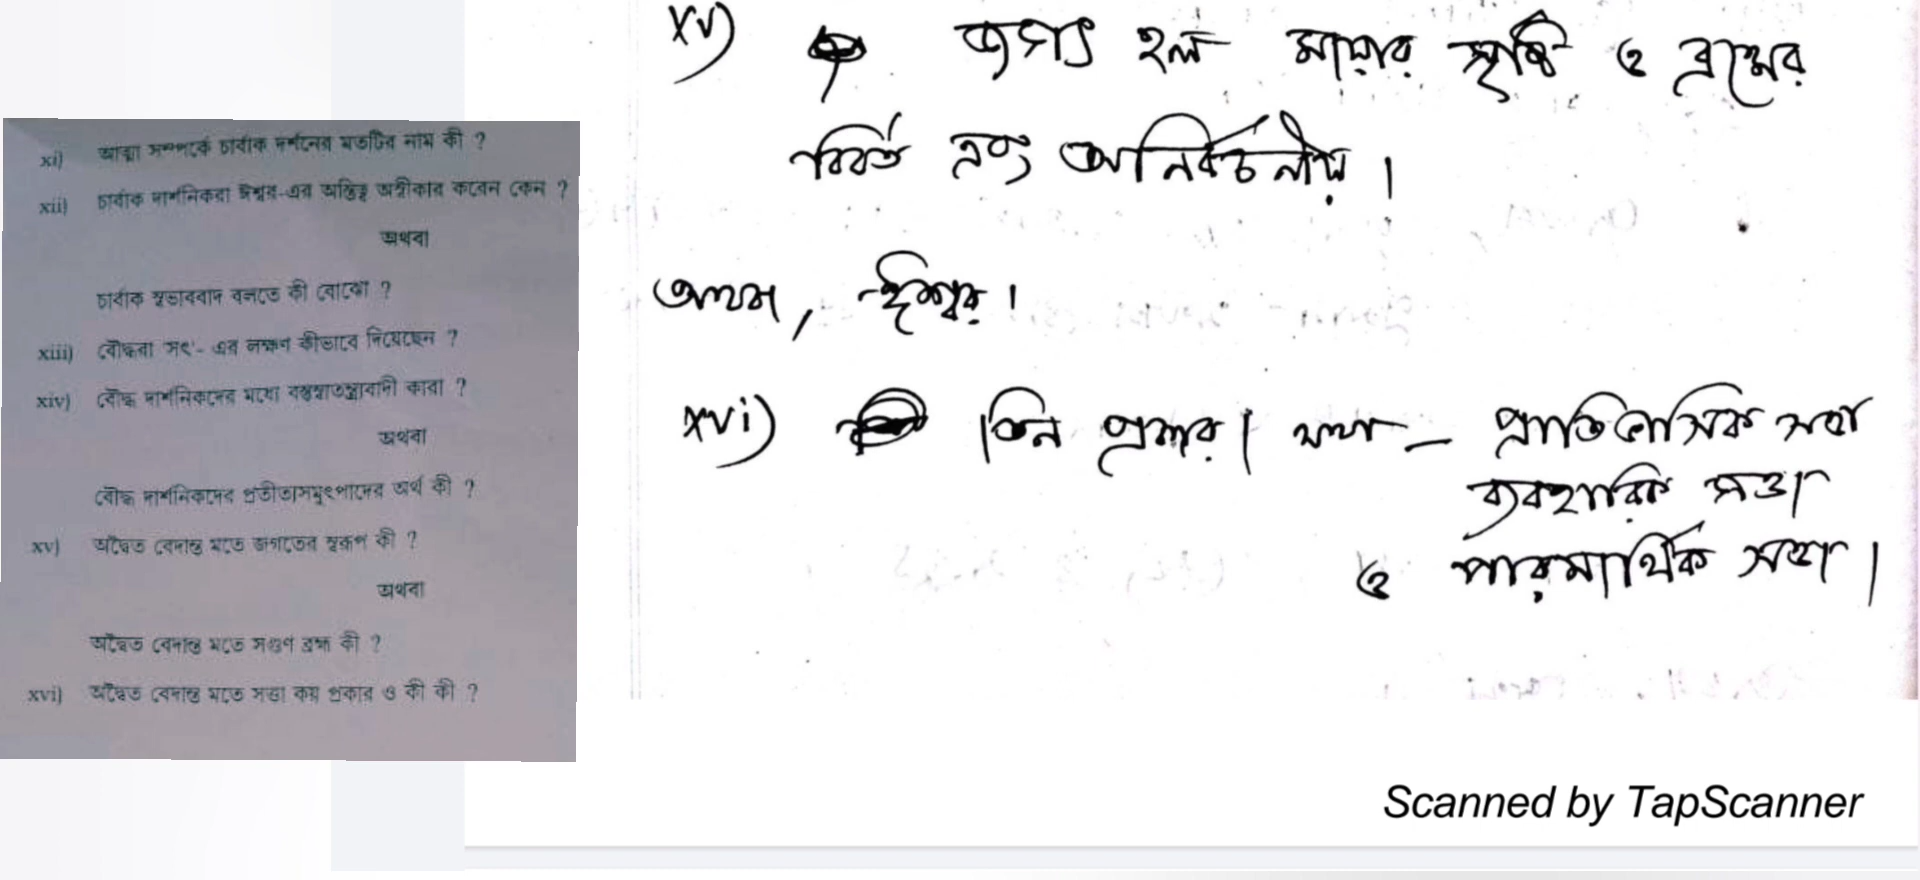 xi) আত্মা সম্পর্কে চার্বাক দর্শনের মতটির নাম কী ?
xii) চার্বাক দার্শনিকরা ঈশ্বর-এর অস্তিত্ব অস্বীকার করেন কেন ?
অথবা
চার্বাক স্বভাববাদ বলতে কী বোঝো ?
xiii) বৌদ্ধরা 'সৎ'- এর লক্ষণ কীভাবে দিয়েছেন ?
xiv) বৌদ্ধ দার্শনিকদের মধ্যে বস্তুস্বাতন্ত্র্যবাদী কারা ?
অথবা
বৌদ্ধ দার্শনিকদের প্রতীত্যসমুৎপাদের অর্থ কী ?
xv) অদ্বৈত বেদান্ত মতে জগতের স্বরূপ কী ?
অথবা
অদ্বৈত বেদান্ত মতে সগুণ ব্রহ্ম কী ?
xvi) অদ্বৈত বেদান্ত মতে সত্তা কয় প্রকার ও কী কী ?
xv) জগৎ হল মায়ার সৃষ্টি ও ব্রহ্মের
বিবর্ত এবং অনির্বচনীয় ।
অথবা, ঈশ্বর ।
xvi) তিন প্রকার । যথা – প্রাতিভাসিক সত্তা
ব্যবহারিক সত্তা
ও পারমার্থিক সত্তা ।
Scanned by TapScanner